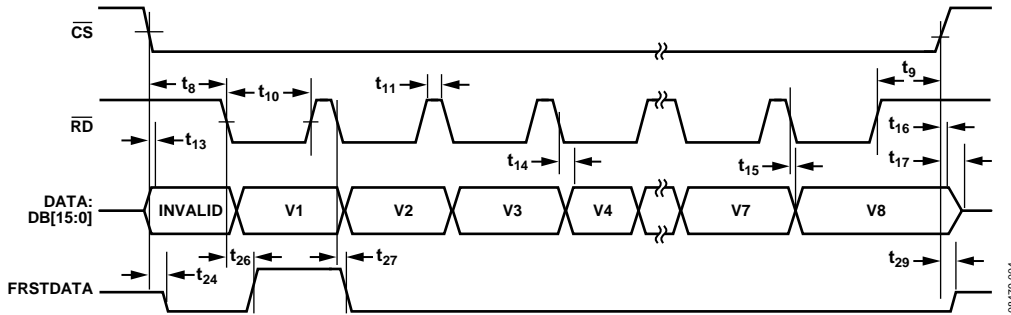 CS
t8
t10
t11
t9
RD
t13
t14
t15
t16
t17
DATA:
DB[15:0]
INVALID
V1
V2
V3
V4
V7
V8
t24
t26
t27
t29
FRSTDATA